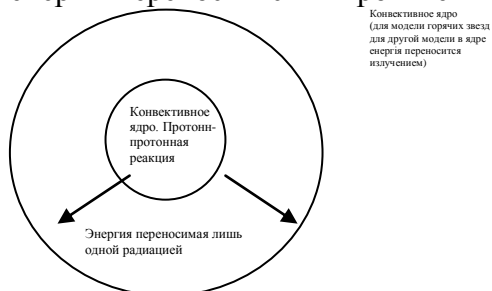 Конвективное ядро
(для модели горячих звезд
для другой модели в ядре
енергія переносится
излучением)
Конвективное
ядро. Протонн-
протонная
реакция
Энергия переносимая лишь
одной радиацией